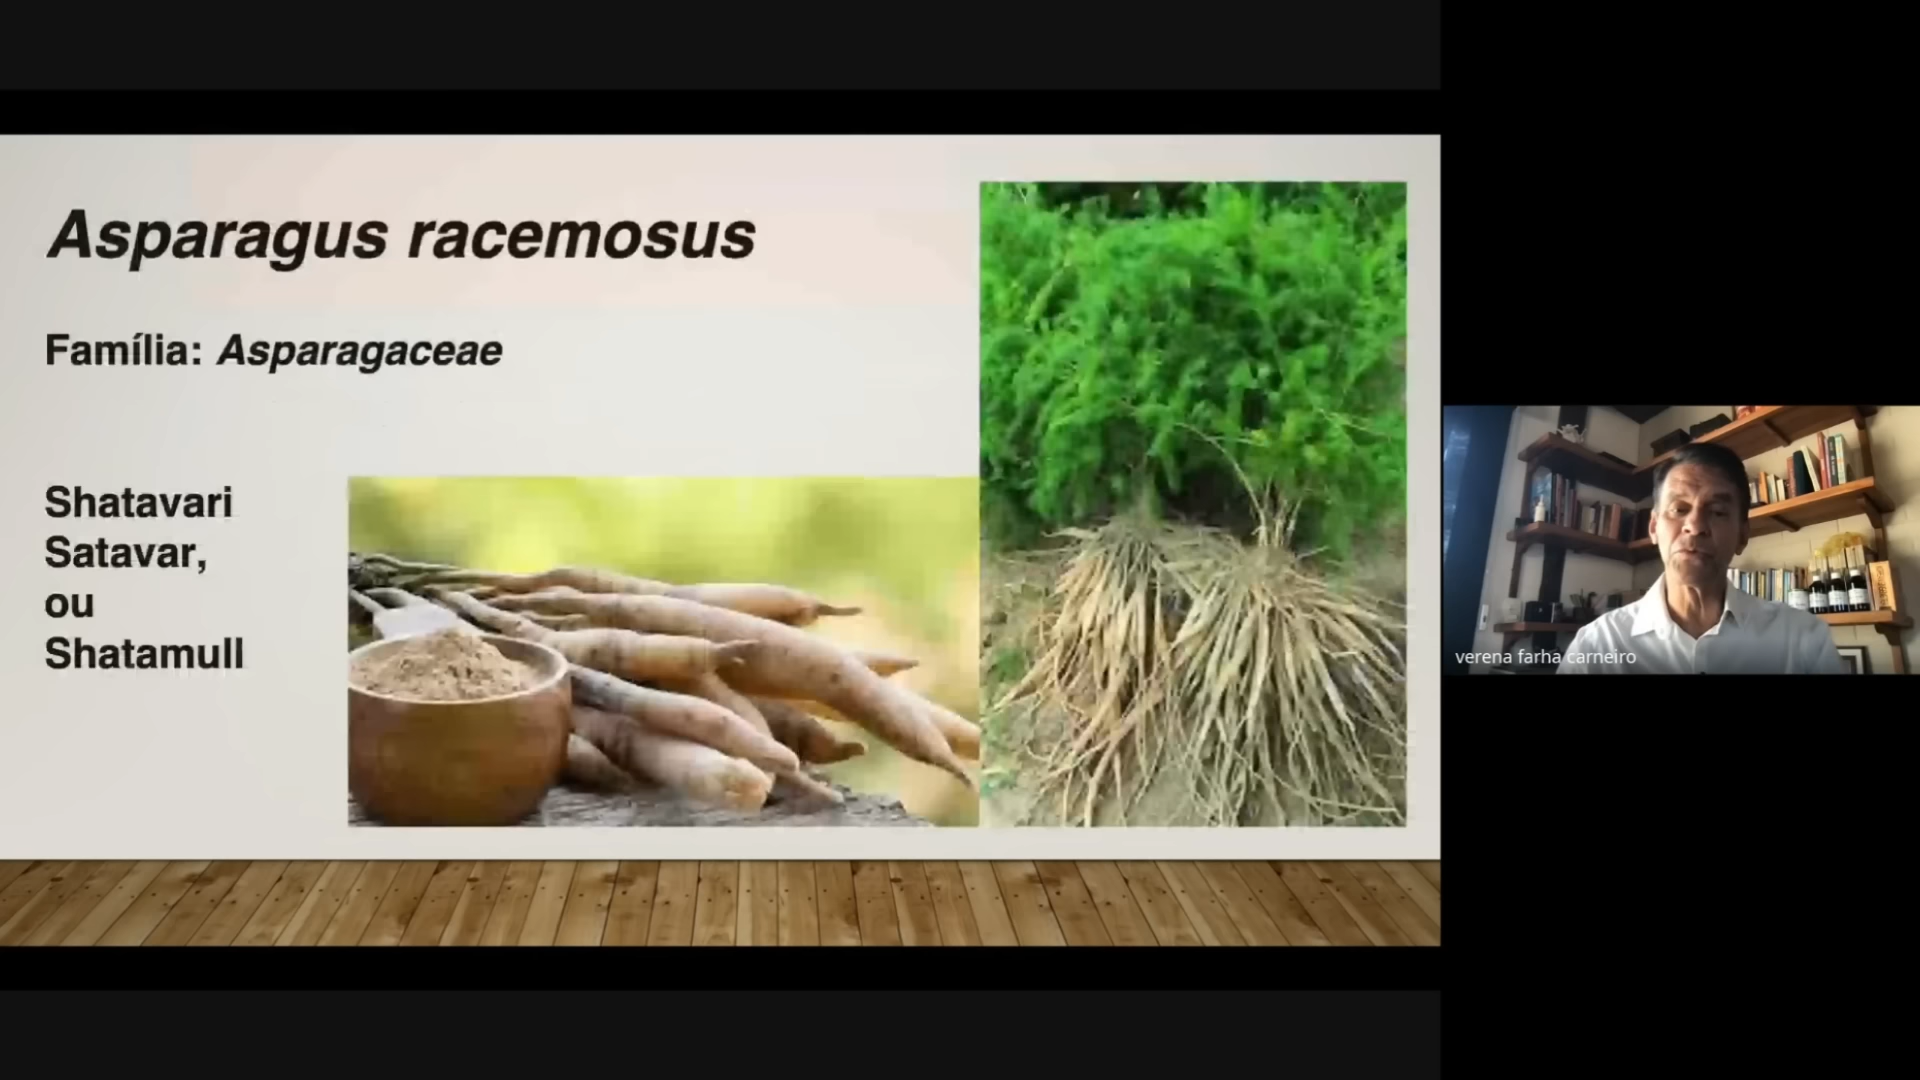 Asparagus racemosus
Família: Asparagaceae
Shatavari
Satavar,
ou
Shatamull
verena farha carneiro